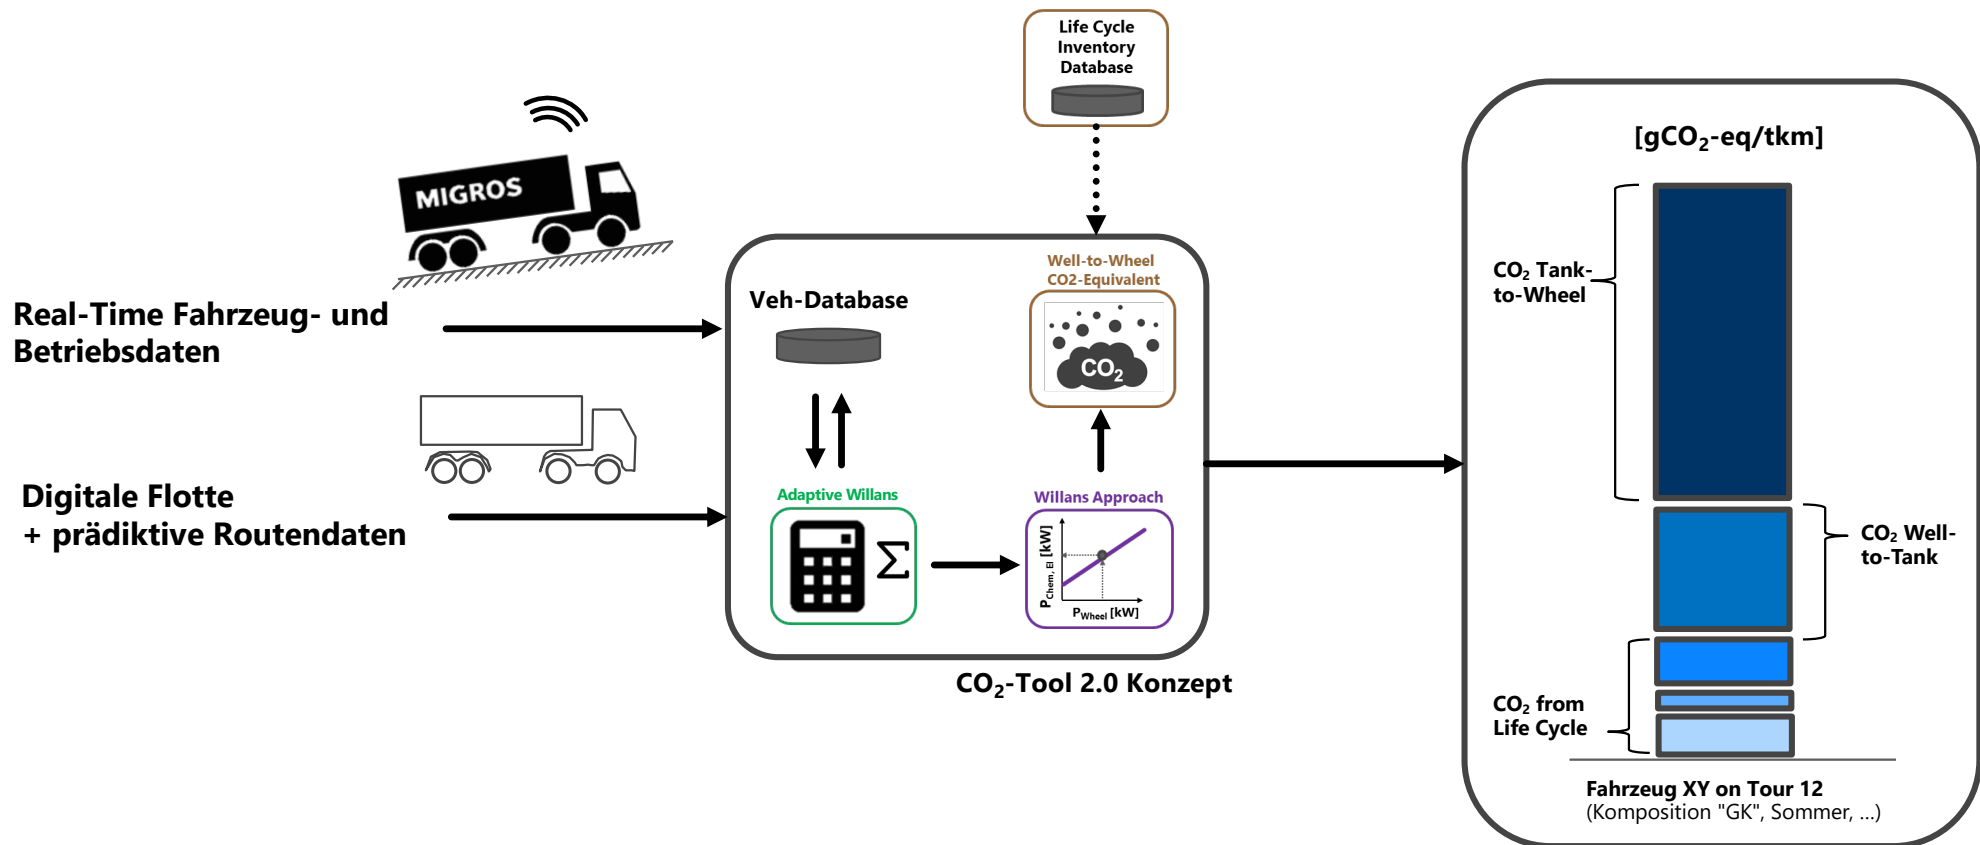 Life Cycle
Inventory
Database
MIGROS
Real-Time Fahrzeug- und
Betriebsdaten
Digitale Flotte
+ prädiktive Routendaten
Veh-Database
Well-to-Wheel
CO2-Equivalent
CO₂
Adaptive Willans
Σ
Willans Approach
P_Chem, El [kW]
P_Wheel [kW]
CO₂-Tool 2.0 Konzept
[gCO₂-eq/tkm]
CO₂ Tank-
to-Wheel
CO₂ Well-
to-Tank
CO₂ from
Life Cycle
Fahrzeug XY on Tour 12
(Komposition "GK", Sommer, ...)